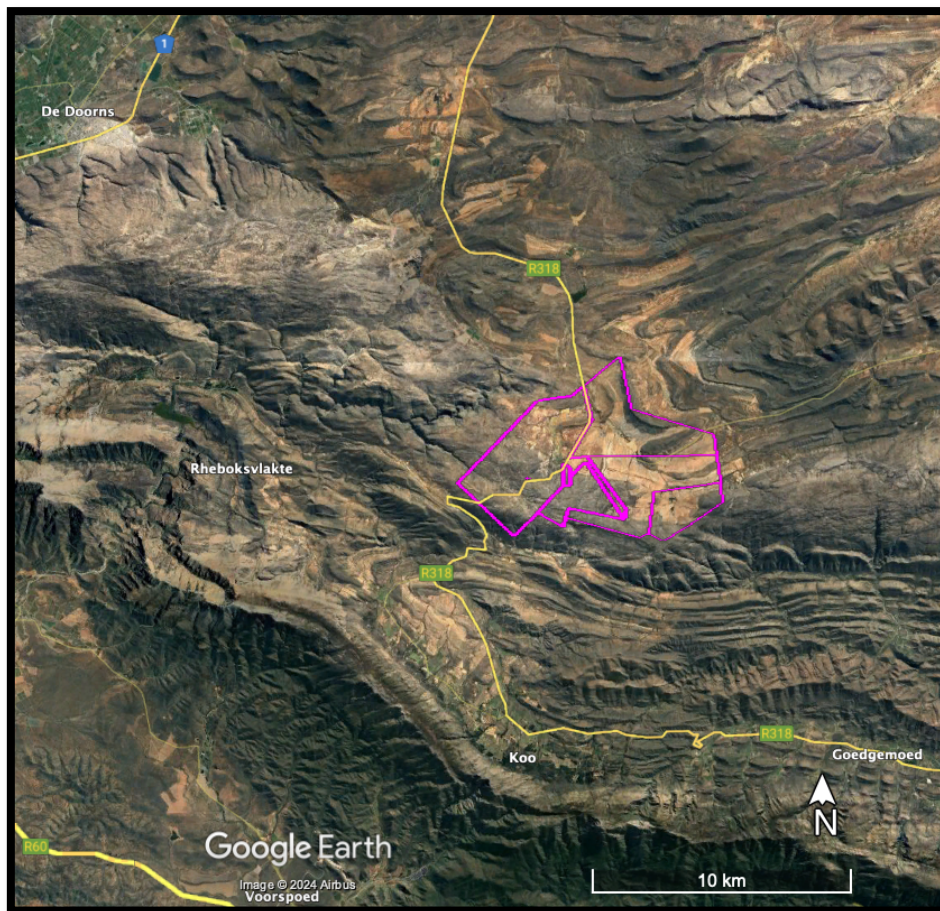 1
De Doorns
R318
Rheboksvlakte
R318
R318
Goedgemoed
Koo
N
R60
Google Earth
Image © 2024 Airbus
10 km
Voorspoed